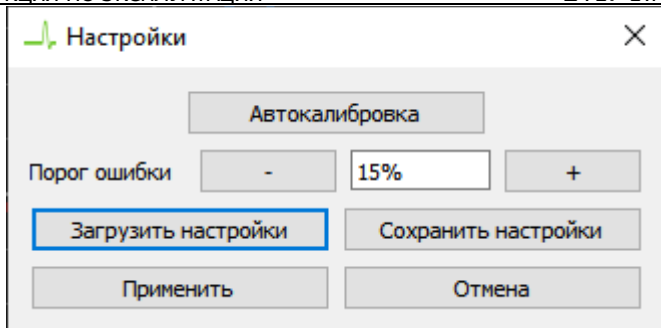 Настройки
Автокалибровка
Порог ошибки - 15% +
Загрузить настройки Сохранить настройки
Применить Отмена